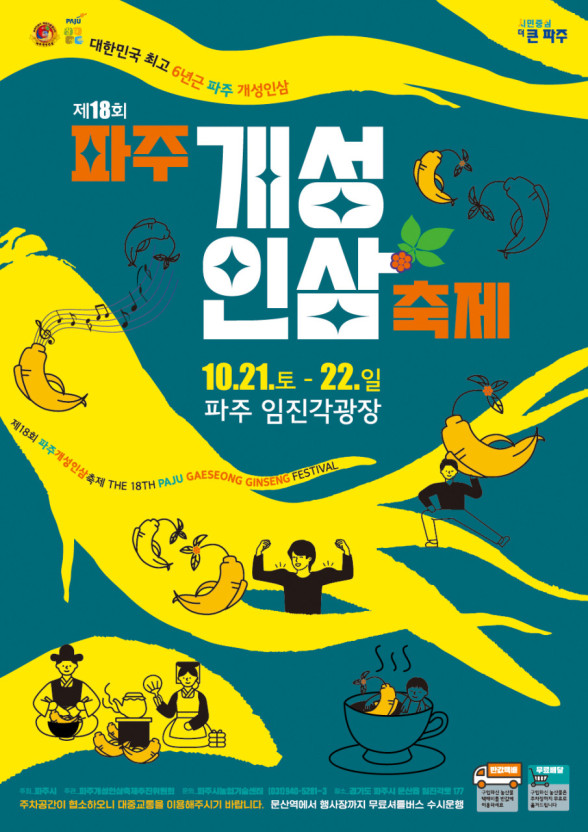 PAJU
시민중심
더 큰 파주
대한민국 최고 6년근 파주 개성인삼
제18회
파주 개성
인삼 축제
10.21.토 - 22.일
파주 임진각광장
제18회 파주개성인삼축제 THE 18TH PAJU GAESEONG GINSENG FESTIVAL
반값택배
무료배달
주최. 파주시 주관. 파주개성인삼축제추진위원회 문의. 파주시농업기술센터 장소. 경기도 파주시 문산읍 임진각로 177
주차공간이 협소하오니 대중교통을 이용해주시기 바랍니다. 문산역에서 행사장까지 무료셔틀버스 수시운행